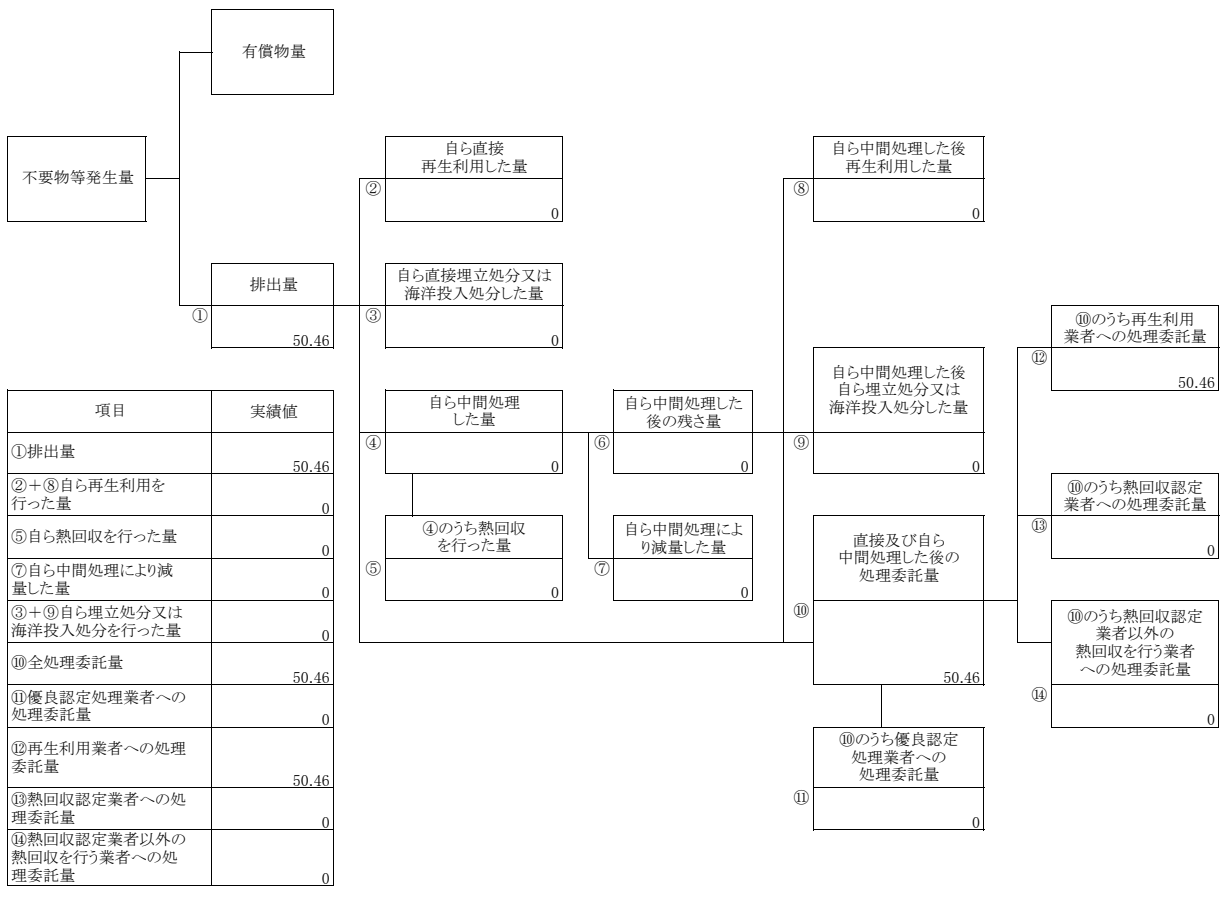 有償物量
不要物等発生量
排出量
①
50.46
自ら直接
再生利用した量
②
0
自ら直接埋立処分又は
海洋投入処分した量
③
0
自ら中間処理
した量
④
0
④のうち熱回収
を行った量
⑤
0
自ら中間処理した
後の残さ量
⑥
0
自ら中間処理によ
り減量した量
⑦
0
自ら中間処理した後
再生利用した量
⑧
0
自ら中間処理した後
自ら埋立処分又は
海洋投入処分した量
⑨
0
直接及び自ら
中間処理した後の
処理委託量
⑩
50.46
⑩のうち優良認定
処理業者への
処理委託量
⑪
0
⑩のうち再生利用
業者への処理委託量
⑫
50.46
⑩のうち熱回収認定
業者への処理委託量
⑬
0
⑩のうち熱回収認定
業者以外の
熱回収を行う業者
への処理委託量
⑭
0
項目 実績値
①排出量
50.46
②＋⑧自ら再生利用を
行った量
0
⑤自ら熱回収を行った量
0
⑦自ら中間処理により減
量した量
0
③＋⑨自ら埋立処分又は
海洋投入処分を行った量
0
⑩全処理委託量
50.46
⑪優良認定処理業者への
処理委託量
0
⑫再生利用業者への処理
委託量
50.46
⑬熱回収認定業者への処
理委託量
0
⑭熱回収認定業者以外の
熱回収を行う業者への処
理委託量
0